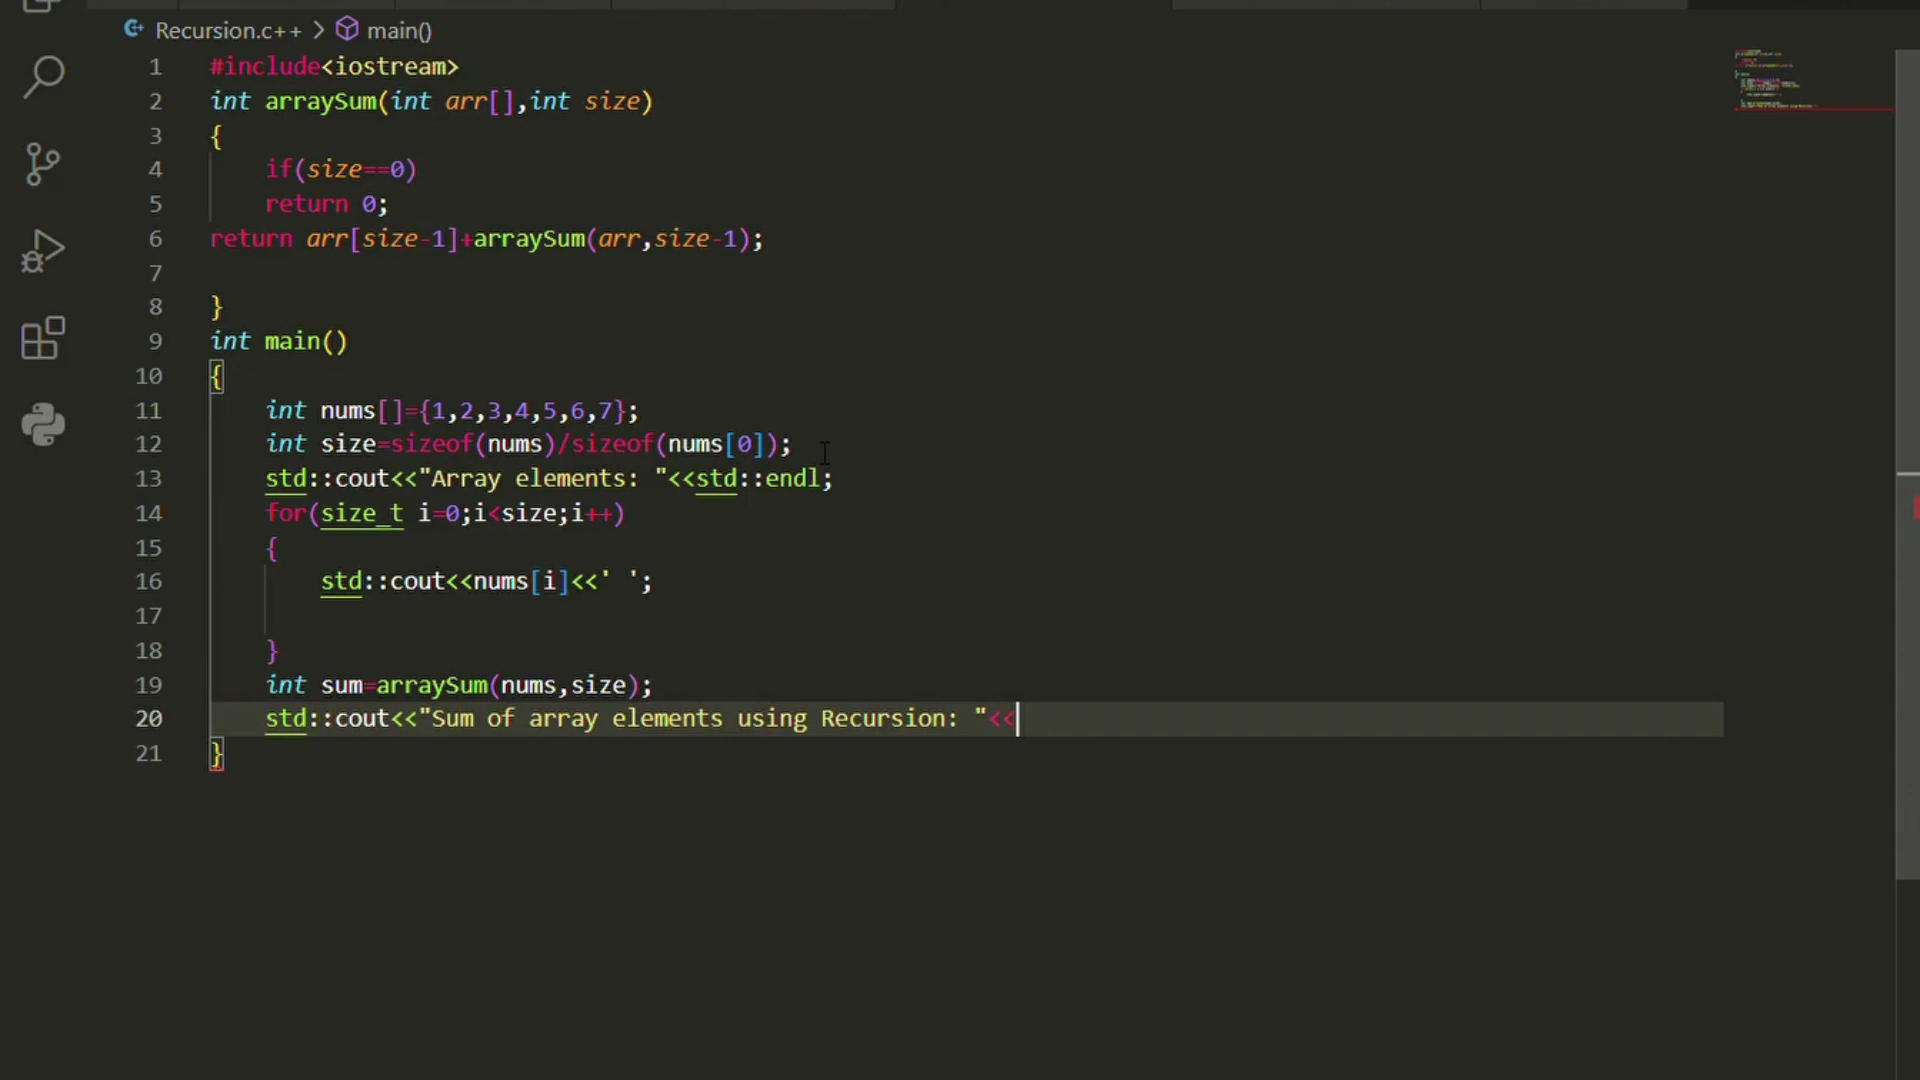 Recursion.c++ > main()
1 #include<iostream>
2 int arraySum(int arr[],int size)
3 {
4     if(size==0)
5     return 0;
6 return arr[size-1]+arraySum(arr,size-1);
7
8 }
9 int main()
10 {
11     int nums[]={1,2,3,4,5,6,7};
12     int size=sizeof(nums)/sizeof(nums[0]);
13     std::cout<<"Array elements: "<<std::endl;
14     for(size_t i=0;i<size;i++)
15     {
16         std::cout<<nums[i]<<' ';
17
18     }
19     int sum=arraySum(nums,size);
20     std::cout<<"Sum of array elements using Recursion: "<<
21 }